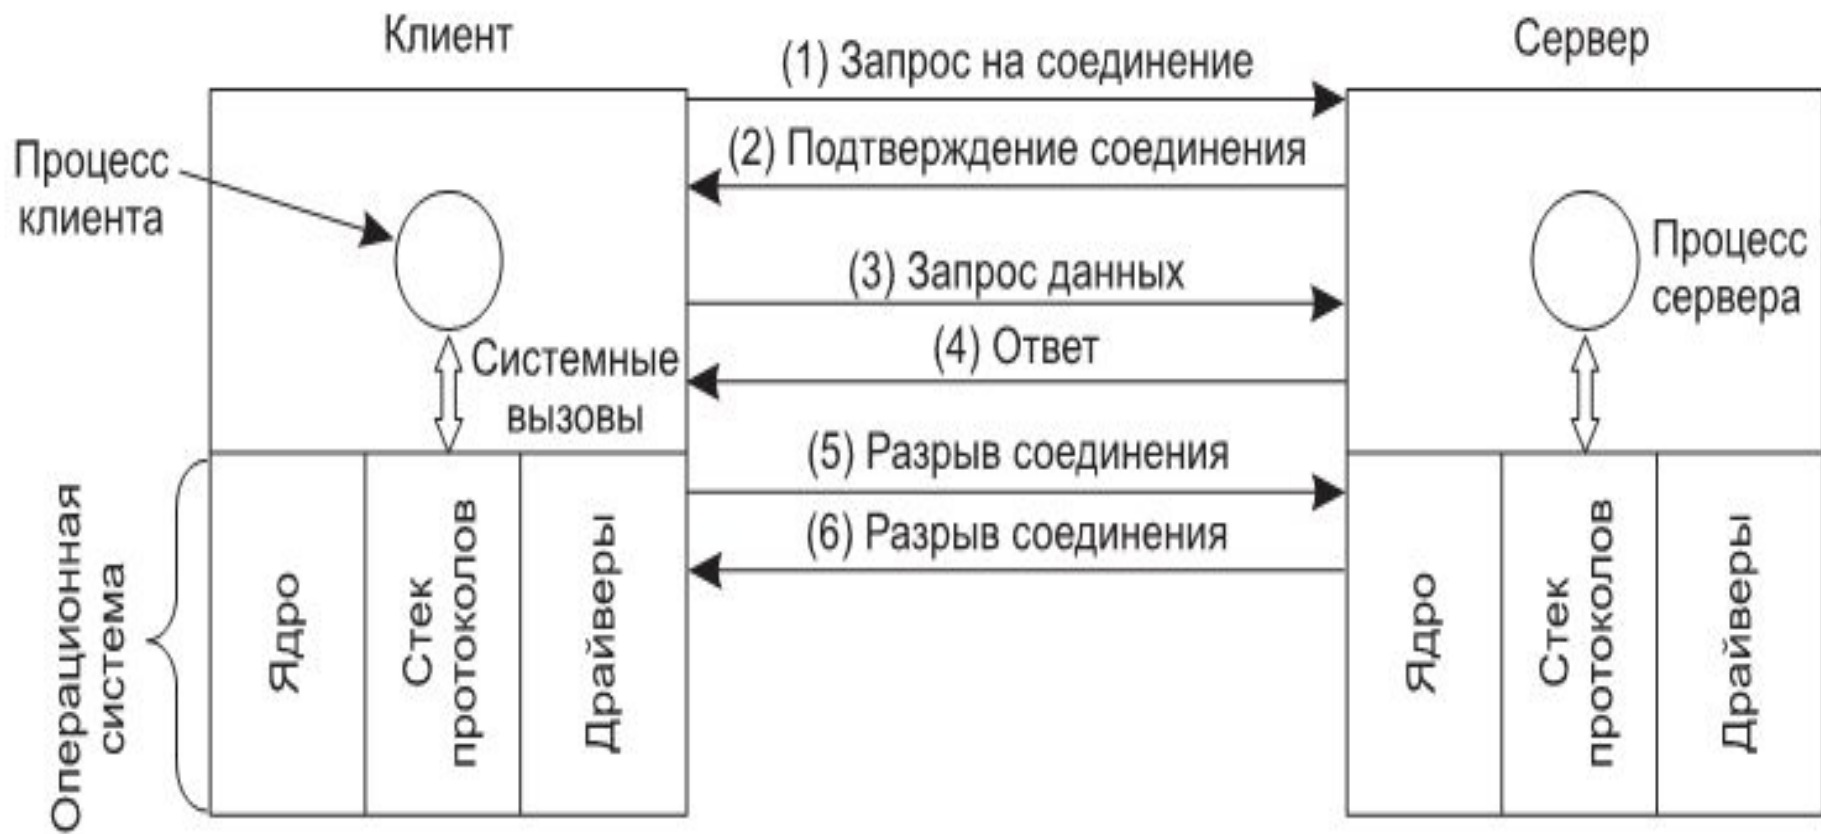 Клиент
Сервер
(1) Запрос на соединение
(2) Подтверждение соединения
Процесс
клиента
(3) Запрос данных
Процесс
сервера
(4) Ответ
Системные
вызовы
(5) Разрыв соединения
(6) Разрыв соединения
Операционная
система
Ядро
Стек
протоколов
Драйверы
Ядро
Стек
протоколов
Драйверы